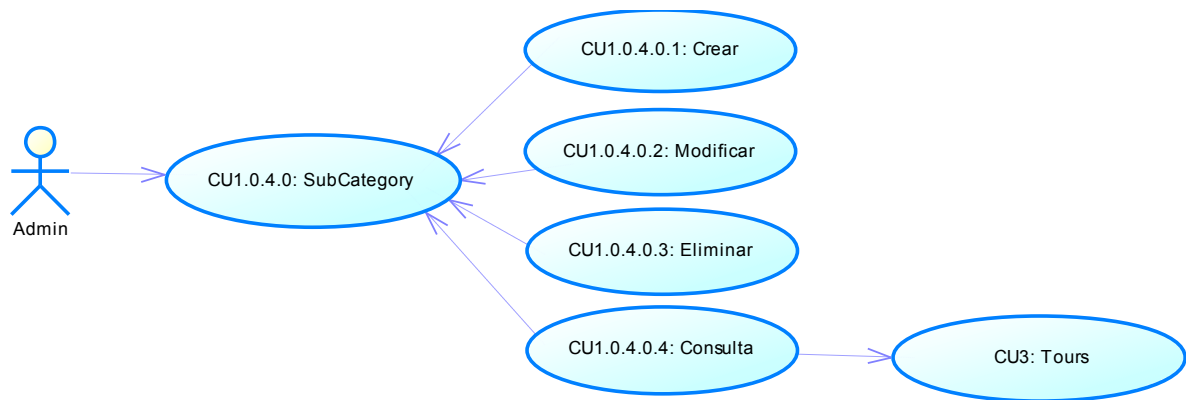 CU1.0.4.0.1: Crear
CU1.0.4.0.2: Modificar
CU1.0.4.0: SubCategory
Admin
CU1.0.4.0.3: Eliminar
CU1.0.4.0.4: Consulta
CU3: Tours